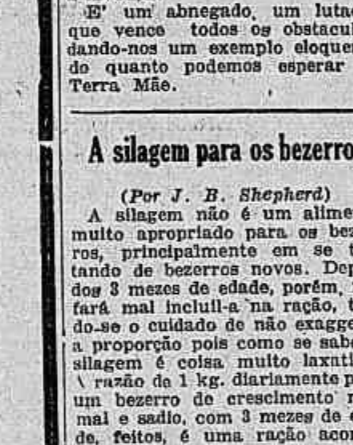 E' um abnegado, um luta
que vence todos os obstacu
dando-nos um exemplo eloque
do quanto podemos esperar
Terra Mãe.
A silagem para os bezerro
(Por J. B. Shepherd)
A silagem não é um alime
muito apropriado para os bez
ros, principalmente em se t
tando de bezerros novos. Dep
dos 3 mezes de edade, porém,
fará mal incluil-a na ração,
do-se o cuidado de não exagge
a proporção pois como se sabe
silagem é coisa muito laxati
razão de 1 kg. diariamente p
um bezerro de crescimento
mal e sadio, com 3 mezes de e
de, feitos, é uma ração acon